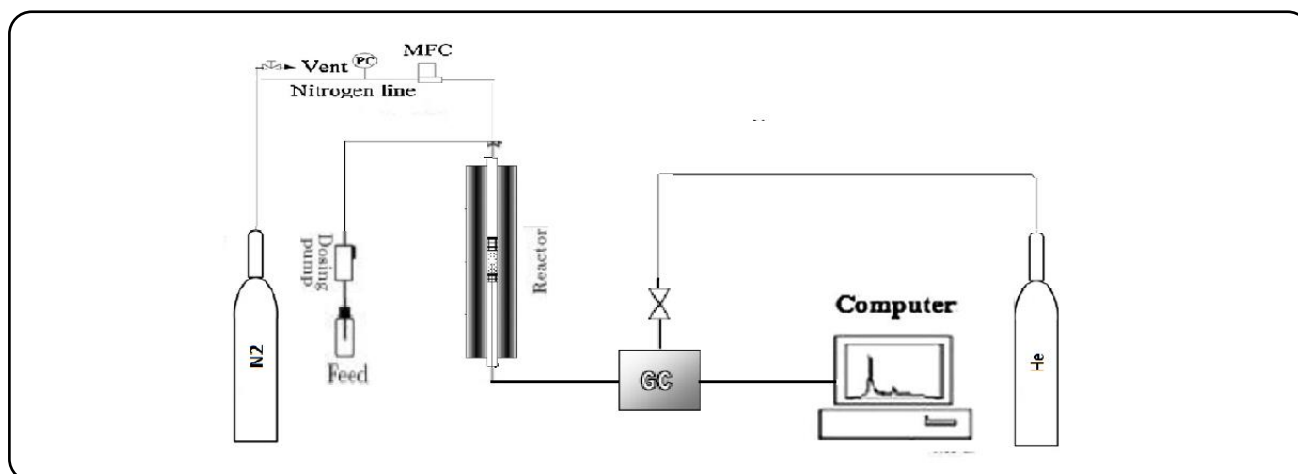 MFC
Vent
PC
Nitrogen line
Dosing
pump
Reactor
Computer
N2
He
Feed
GC